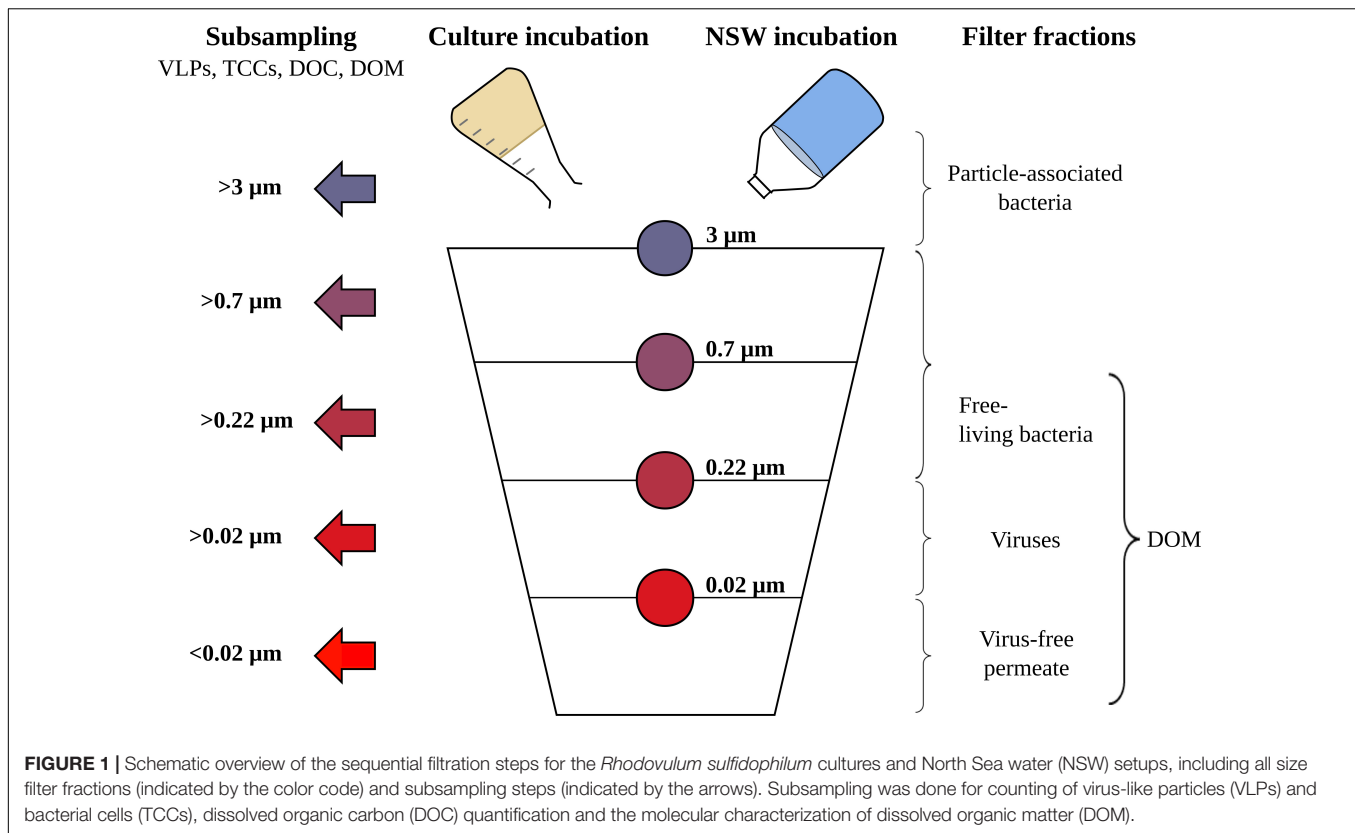 Subsampling
VLPs, TCCs, DOC, DOM
Culture incubation
NSW incubation
Filter fractions
>3 µm
>0.7 µm
>0.22 µm
>0.02 µm
<0.02 µm
3 µm
0.7 µm
0.22 µm
0.02 µm
Particle-associated
bacteria
Free-
living bacteria
Viruses
Virus-free
permeate
DOM
FIGURE 1 | Schematic overview of the sequential filtration steps for the Rhodovulum sulfidophilum cultures and North Sea water (NSW) setups, including all size
filter fractions (indicated by the color code) and subsampling steps (indicated by the arrows). Subsampling was done for counting of virus-like particles (VLPs) and
bacterial cells (TCCs), dissolved organic carbon (DOC) quantification and the molecular characterization of dissolved organic matter (DOM).